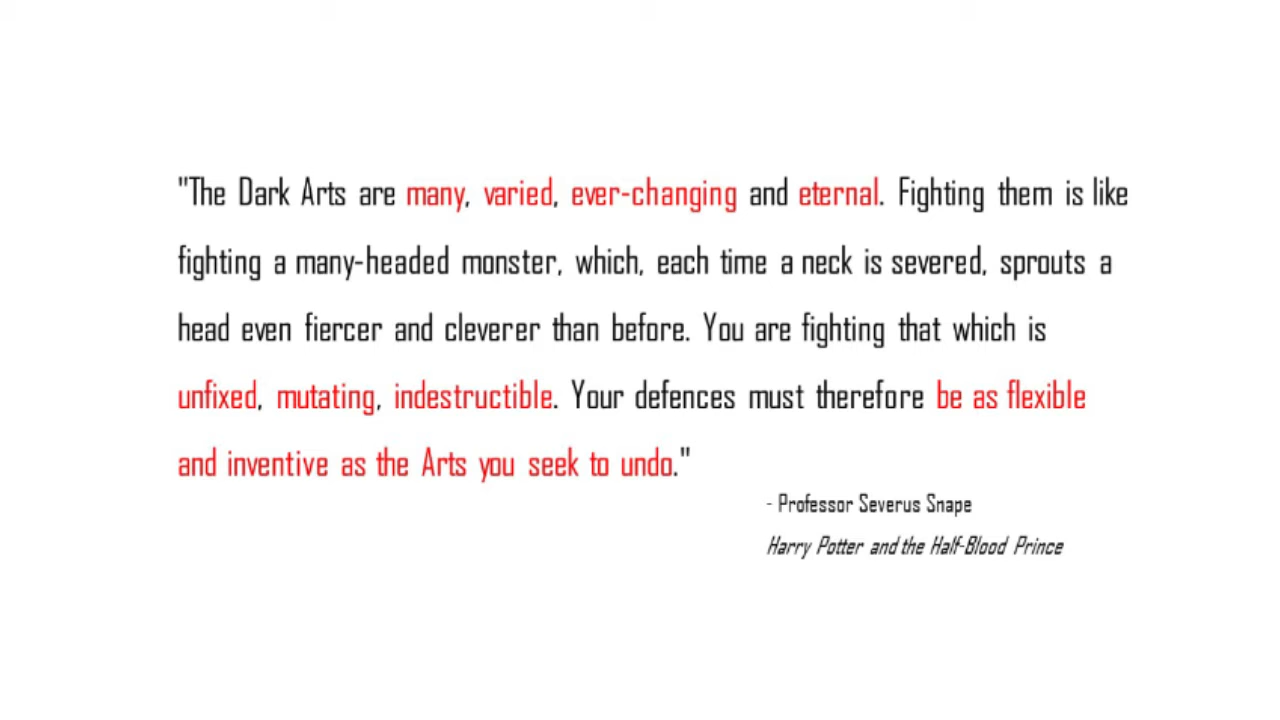 "The Dark Arts are many, varied, ever-changing and eternal. Fighting them is like
fighting a many-headed monster, which, each time a neck is severed, sprouts a
head even fiercer and cleverer than before. You are fighting that which is
unfixed, mutating, indestructible. Your defences must therefore be as flexible
and inventive as the Arts you seek to undo."
- Professor Severus Snape
Harry Potter and the Half-Blood Prince